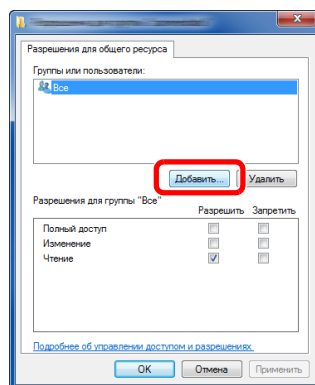 Разрешения для общего ресурса
Группы или пользователи:
Все
Добавить... Удалить
Разрешения для группы "Все"
Разрешить Запретить
Полный доступ
Изменение
Чтение
Подробнее об управлении доступом и разрешениях
ОК Отмена Применить